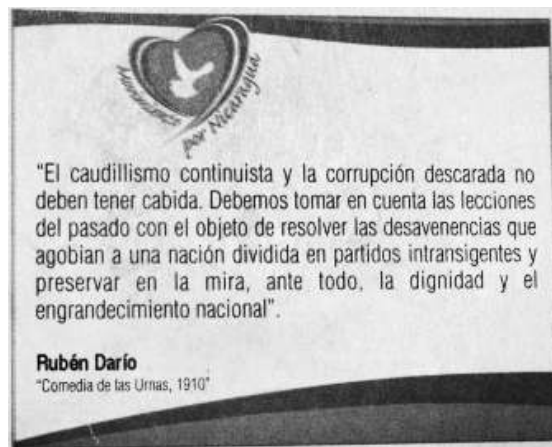 por Nicaragua
"El caudillismo continuista y la corrupción descarada no
deben tener cabida. Debemos tomar en cuenta las lecciones
del pasado con el objeto de resolver las desavenencias que
agobian a una nación dividida en partidos intransigentes y
preservar en la mira, ante todo, la dignidad y el
engrandecimiento nacional".
Rubén Darío
"Comedia de las Urnas, 1910"